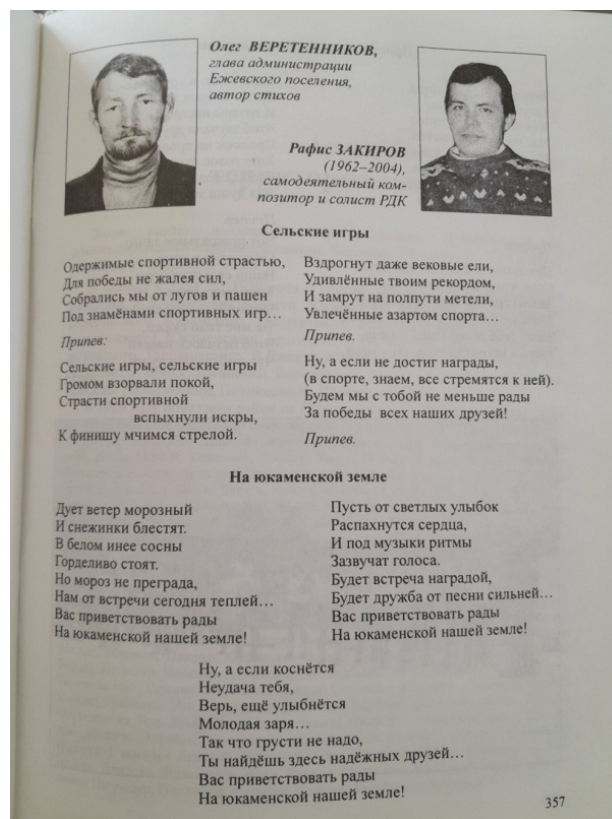 Олег ВЕРЕТЕННИКОВ,
глава администрации
Ежевского поселения,
автор стихов
Рафис ЗАКИРОВ
(1962–2004),
самодеятельный ком-
позитор и солист РДК
Сельские игры
Одержимые спортивной страстью,
Для победы не жалея сил,
Собрались мы от лугов и пашен
Под знамёнами спортивных игр…
Припев:
Сельские игры, сельские игры
Громом взорвали покой,
Страсти спортивной
вспыхнули искры,
К финишу мчимся стрелой.
Вздрогнут даже вековые ели,
Удивлённые твоим рекордом,
И замрут на полпути метели,
Увлечённые азартом спорта…
Припев.
Ну, а если не достиг награды,
(в спорте, знаем, все стремятся к ней).
Будем мы с тобой не меньше рады
За победы всех наших друзей!
Припев.
На юкаменской земле
Дует ветер морозный
И снежинки блестят.
В белом инее сосны
Горделиво стоят.
Но мороз не преграда,
Нам от встречи сегодня теплей…
Вас приветствовать рады
На юкаменской нашей земле!
Пусть от светлых улыбок
Распахнутся сердца,
И под музыки ритмы
Зазвучат голоса.
Будет встреча наградой,
Будет дружба от песни сильней…
Вас приветствовать рады
На юкаменской нашей земле!
Ну, а если коснётся
Неудача тебя,
Верь, ещё улыбнётся
Молодая заря…
Так что грусти не надо,
Ты найдёшь здесь надёжных друзей…
Вас приветствовать рады
На юкаменской нашей земле!
357